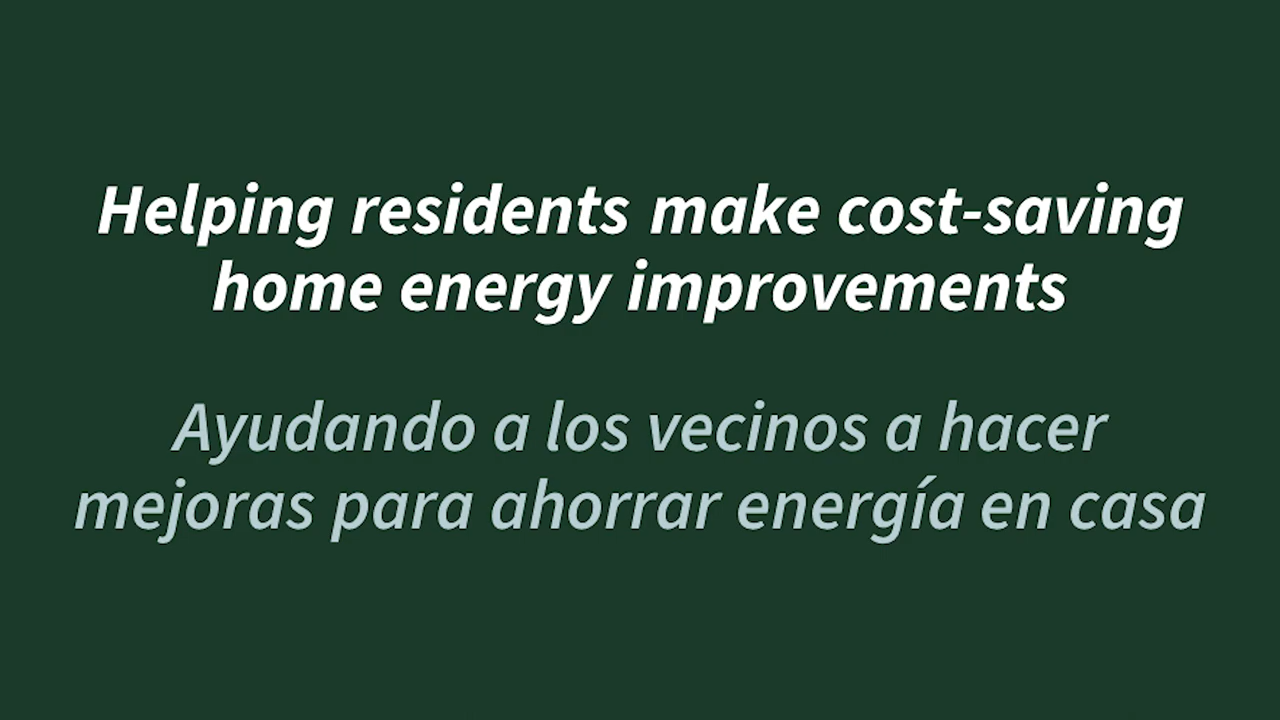 Helping residents make cost-saving
home energy improvements
Ayudando a los vecinos a hacer
mejoras para ahorrar energía en casa